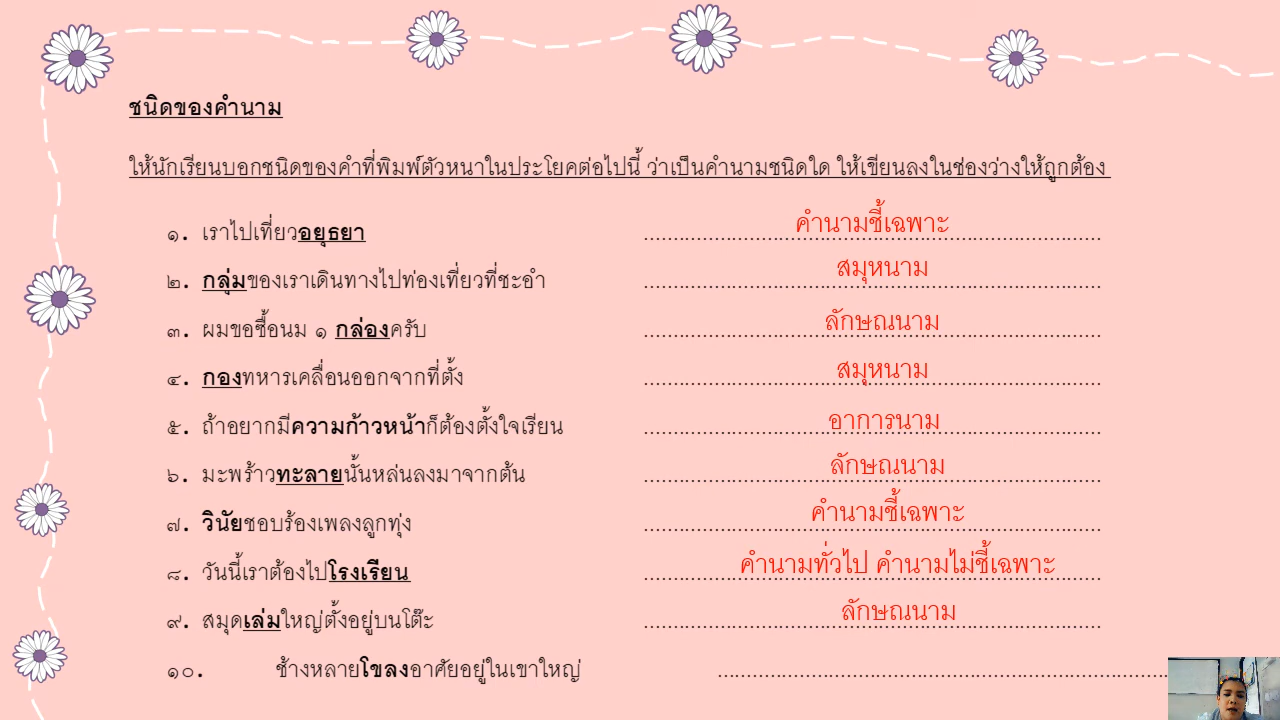 ชนิดของคำนาม
ให้นักเรียนบอกชนิดของคำที่พิมพ์ตัวหนาในประโยคต่อไปนี้ ว่าเป็นคำนามชนิดใด ให้เขียนลงในช่องว่างให้ถูกต้อง
๑. เราไปเที่ยวอยุธยา ........................................ คำนามชี้เฉพาะ
๒. กลุ่มของเราเดินทางไปท่องเที่ยวที่ชะอำ ........................................ สมุหนาม
๓. ผมขอซื้อนม ๑ กล่องครับ ........................................ ลักษณนาม
๔. กองทหารเคลื่อนออกจากที่ตั้ง ........................................ สมุหนาม
๕. ถ้าอยากมีความก้าวหน้าก็ต้องตั้งใจเรียน ........................................ อาการนาม
๖. มะพร้าวทะลายนั้นหล่นลงมาจากต้น ........................................ ลักษณนาม
๗. วินัยชอบร้องเพลงลูกทุ่ง ........................................ คำนามชี้เฉพาะ
๘. วันนี้เราต้องไปโรงเรียน ........................................ คำนามทั่วไป คำนามไม่ชี้เฉพาะ
๙. สมุดเล่มใหญ่ตั้งอยู่บนโต๊ะ ........................................ ลักษณนาม
๑๐. ช้างหลายโขลงอาศัยอยู่ในเขาใหญ่ ........................................